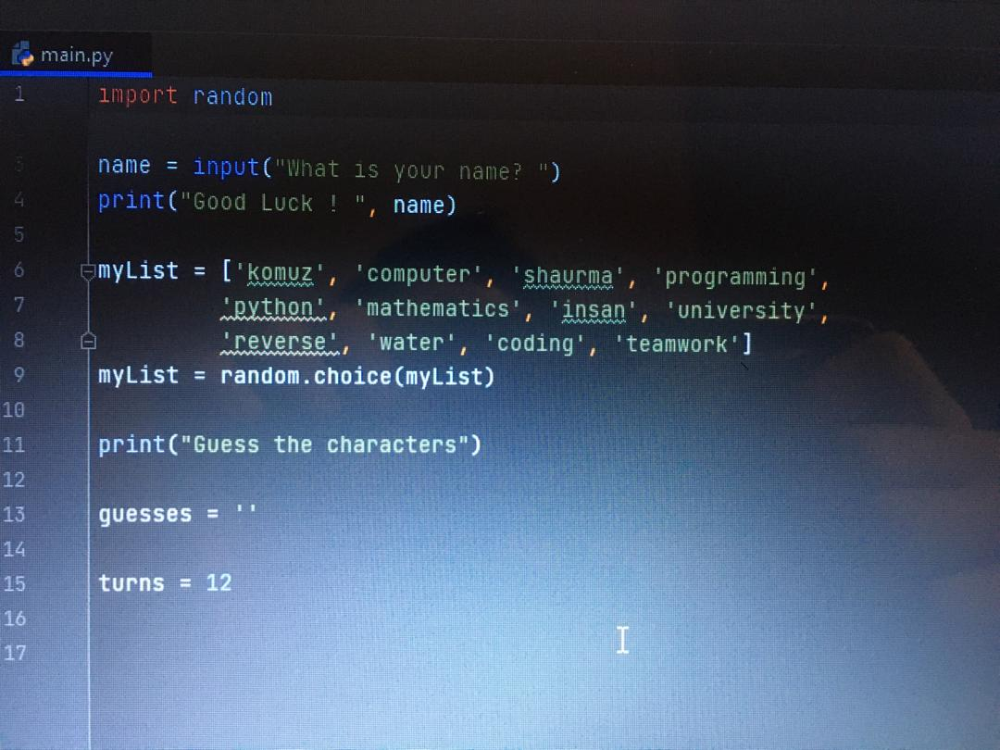 main.py
1 import random
3 name = input("What is your name? ")
4 print("Good Luck ! ", name)
5
6 myList = ['komuz', 'computer', 'shaurma', 'programming',
7 'python', 'mathematics', 'insan', 'university',
8 'reverse', 'water', 'coding', 'teamwork']
9 myList = random.choice(myList)
10
11 print("Guess the characters")
12
13 guesses = ''
14
15 turns = 12
16
17